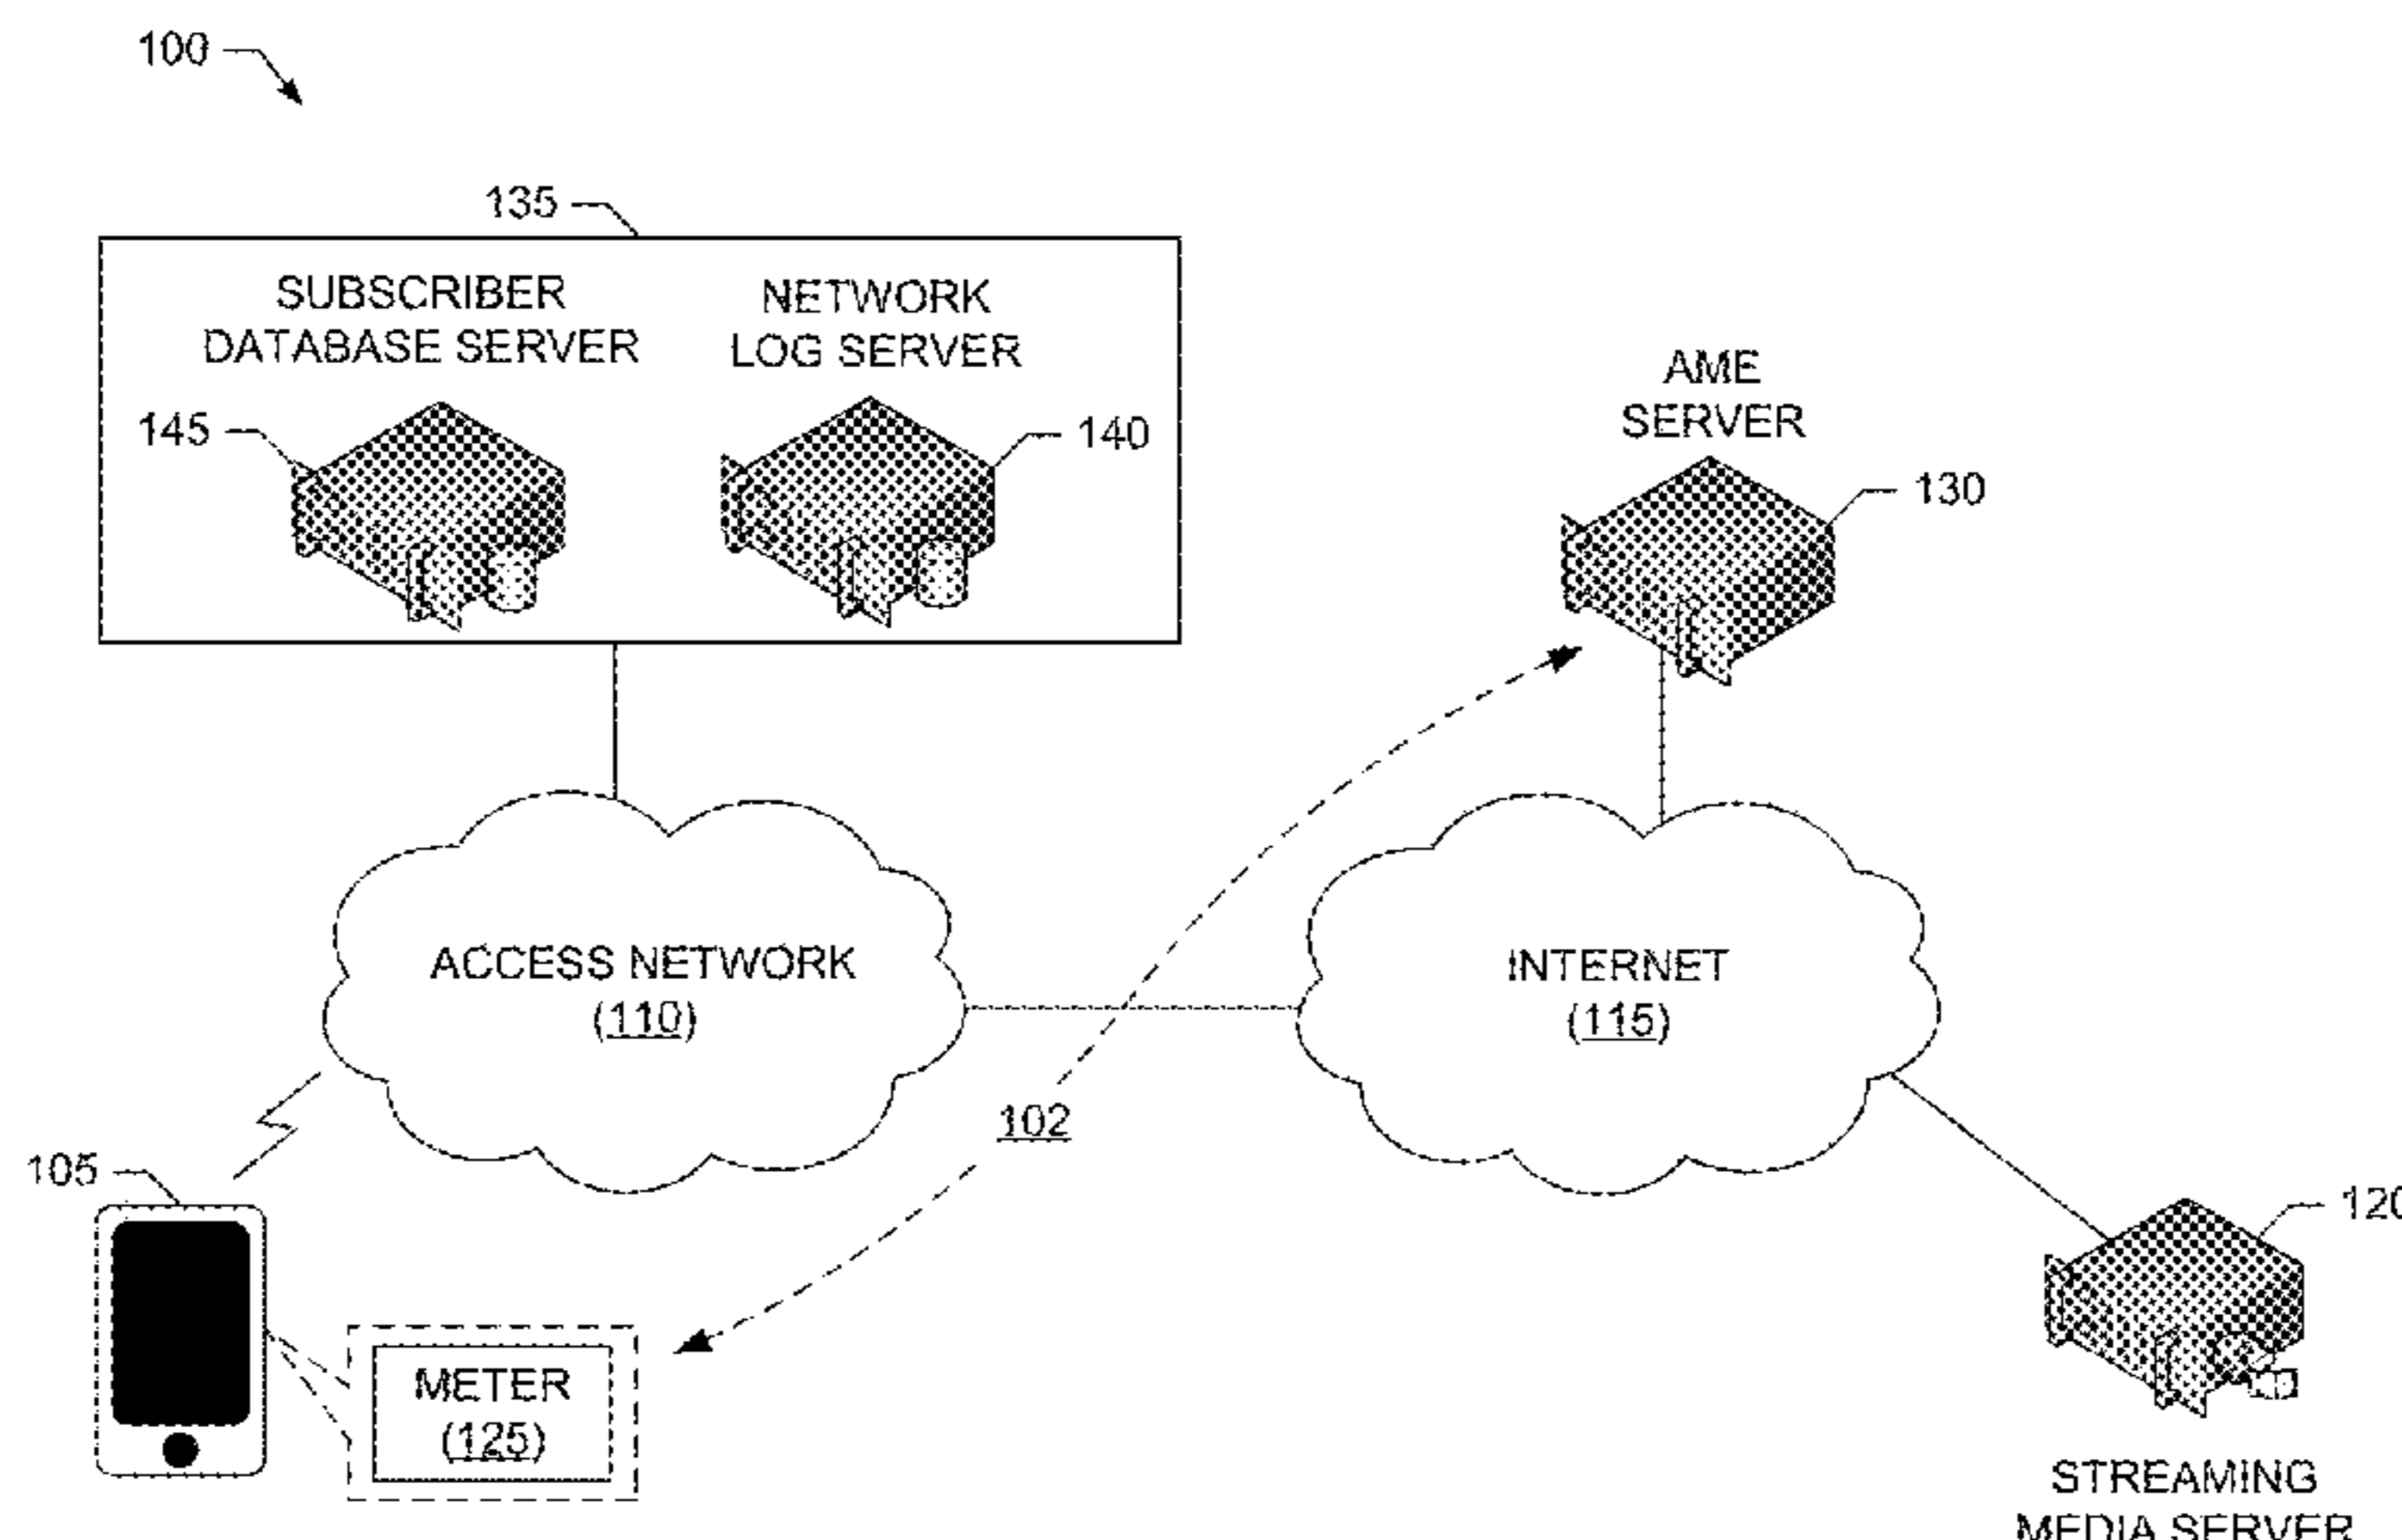 100
135
SUBSCRIBER
DATABASE SERVER
NETWORK
LOG SERVER
145
140
AME
SERVER
130
ACCESS NETWORK
(110)
INTERNET
(115)
102
105
120
METER
(125)
STREAMING
MEDIA SERVER